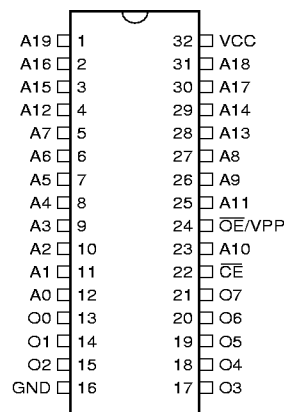 A19 1 32 VCC
A16 2 31 A18
A15 3 30 A17
A12 4 29 A14
A7 5 28 A13
A6 6 27 A8
A5 7 26 A9
A4 8 25 A11
A3 9 24 O̅E̅/VPP
A2 10 23 A10
A1 11 22 C̅E̅
A0 12 21 O7
O0 13 20 O6
O1 14 19 O5
O2 15 18 O4
GND 16 17 O3